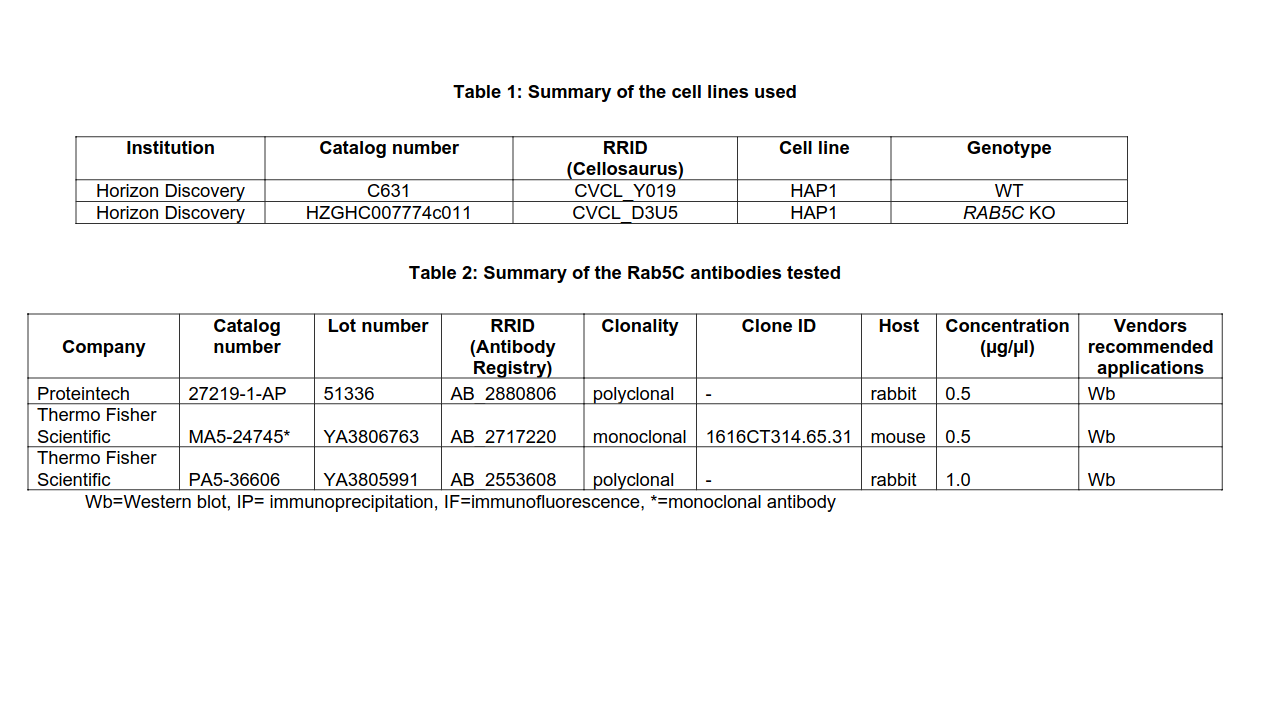 Table 1: Summary of the cell lines used
Institution Catalog number RRID Cell line Genotype
(Cellosaurus)
Horizon Discovery C631 CVCL_Y019 HAP1 WT
Horizon Discovery HZGHC007774c011 CVCL_D3U5 HAP1 RAB5C KO
Table 2: Summary of the Rab5C antibodies tested
Catalog Lot number RRID Clonality Clone ID Host Concentration Vendors
Company number (Antibody (µg/µl) recommended
Registry) applications
Proteintech 27219-1-AP 51336 AB_2880806 polyclonal - rabbit 0.5 Wb
Thermo Fisher
Scientific MA5-24745* YA3806763 AB_2717220 monoclonal 1616CT314.65.31 mouse 0.5 Wb
Thermo Fisher
Scientific PA5-36606 YA3805991 AB_2553608 polyclonal - rabbit 1.0 Wb
Wb=Western blot, IP= immunoprecipitation, IF=immunofluorescence, *=monoclonal antibody